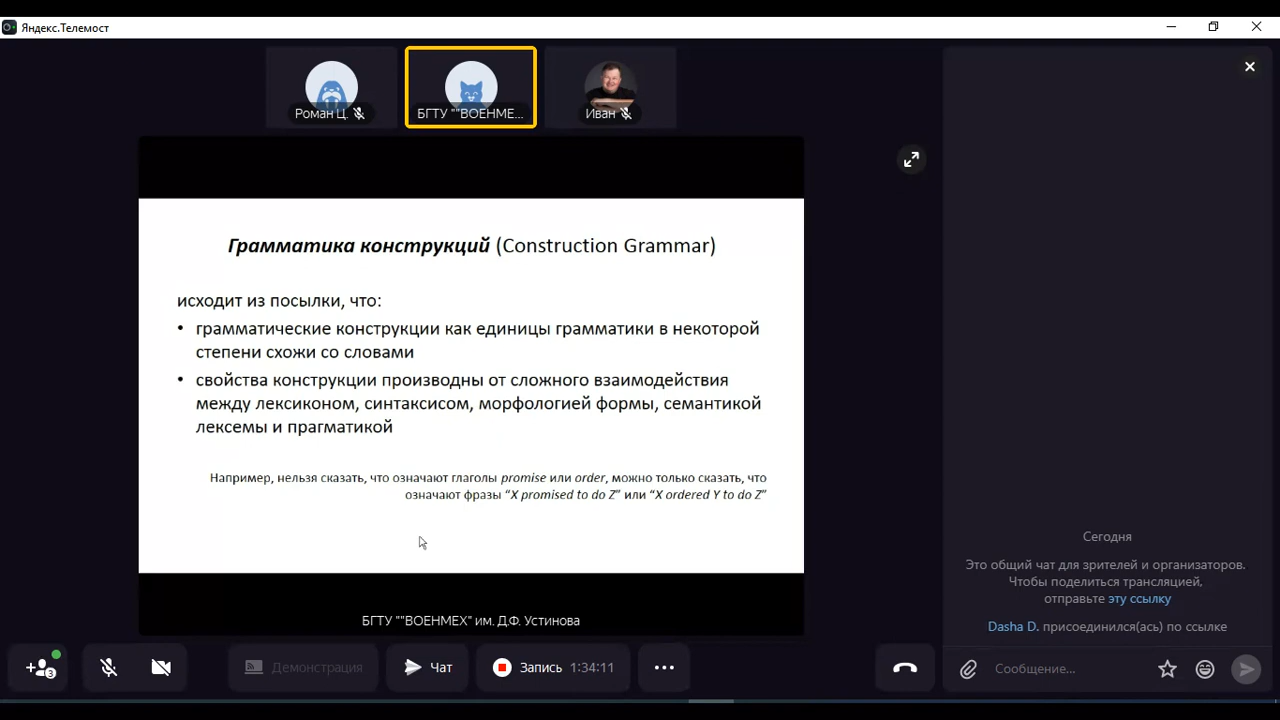 Яндекс.Телемост
Роман Ц.
БГТУ ""ВОЕНМЕ...
Иван
Грамматика конструкций (Construction Grammar)
исходит из посылки, что:
• грамматические конструкции как единицы грамматики в некоторой
степени схожи со словами
• свойства конструкции производны от сложного взаимодействия
между лексиконом, синтаксисом, морфологией формы, семантикой
лексемы и прагматикой
Например, нельзя сказать, что означают глаголы promise или order, можно только сказать, что
означают фразы “X promised to do Z” или “X ordered Y to do Z”
БГТУ ""ВОЕНМЕХ" им. Д.Ф. Устинова
Сегодня
Это общий чат для зрителей и организаторов.
Чтобы поделиться трансляцией,
отправьте эту ссылку
Dasha D. присоединился(ась) по ссылке
3
Демонстрация
Чат
Запись 1:34:11
Сообщение...